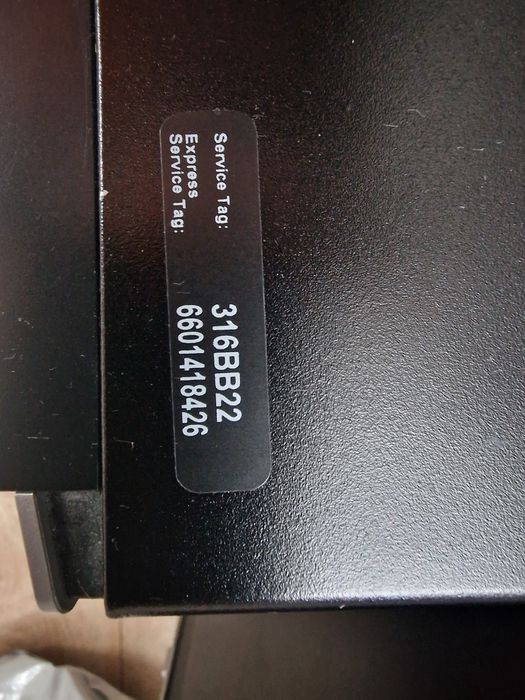 Service Tag: 316BB22
Express
Service Tag: 6601418426